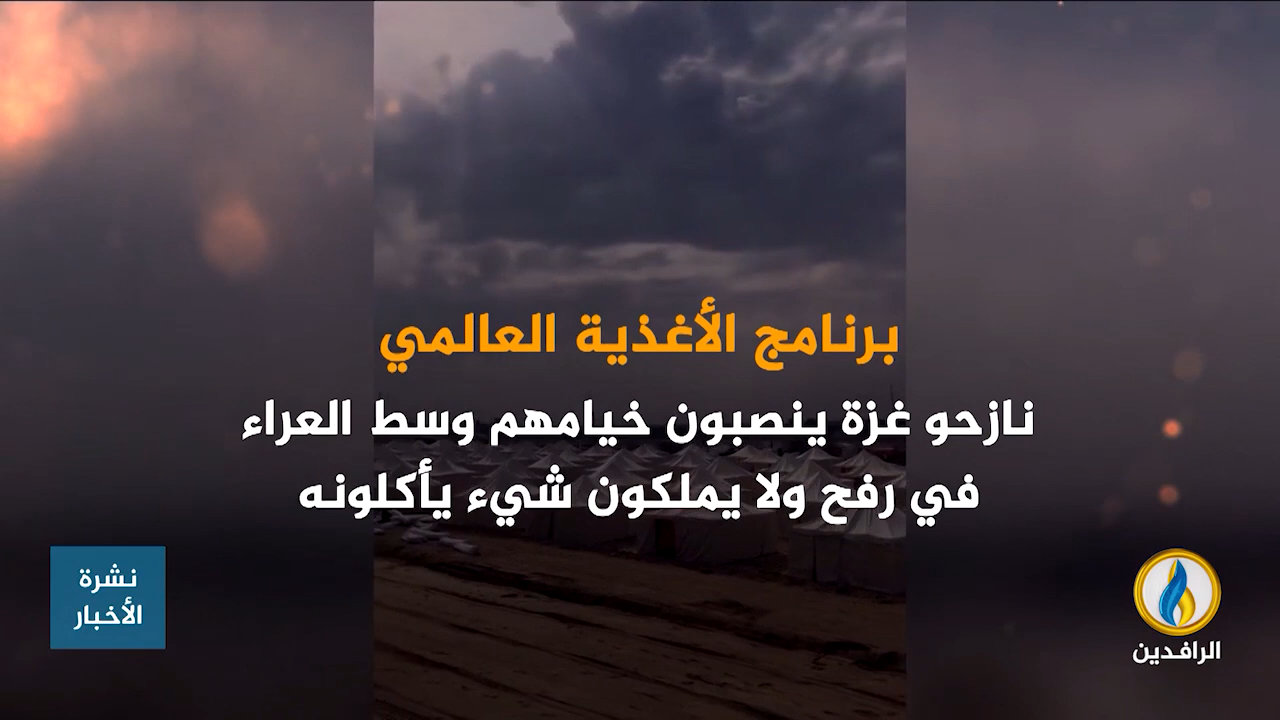 برنامج الأغذية العالمي
نازحو غزة ينصبون خيامهم وسط العراء
في رفح ولا يملكون شيء يأكلونه
نشرة
الأخبار
الرافدين